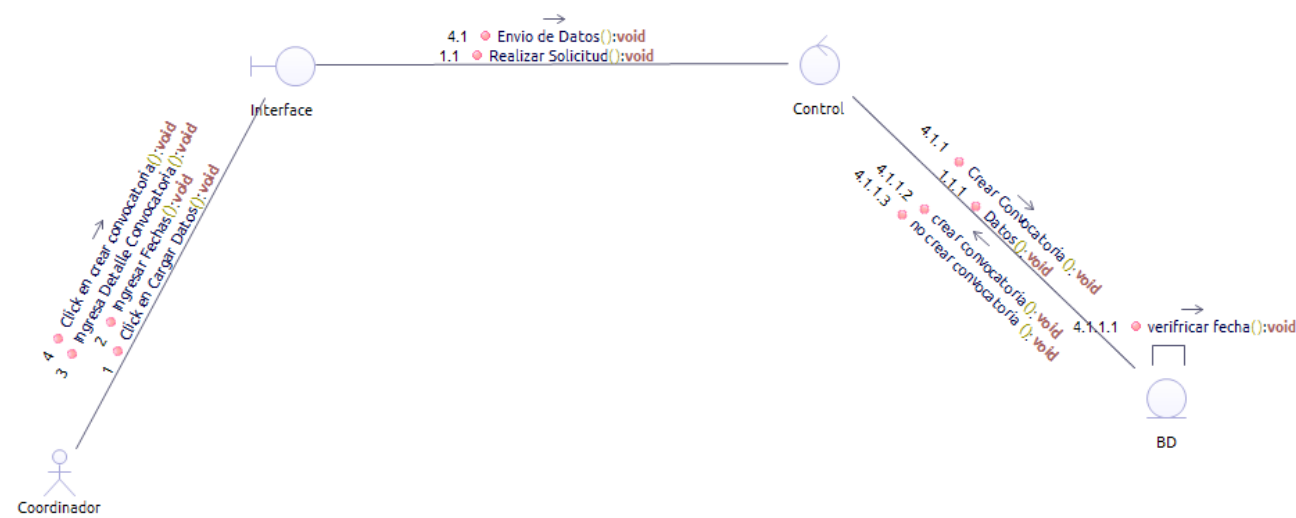 4.1 Envio de Datos():void
1.1 Realizar Solicitud():void
Interface
Control
4 Click en crear convocatoria():void
3 Ingresa Detalle Convocatoria():void
2 Ingresar Fechas():void
1 Click en Cargar Datos():void
4.1.1 Crear Convocatoria():void
1.1.1 Datos():void
4.1.1.2 crear convocatoria():void
4.1.1.3 no crear convocatoria ():void
4.1.1.1 verifricar fecha():void
BD
Coordinador